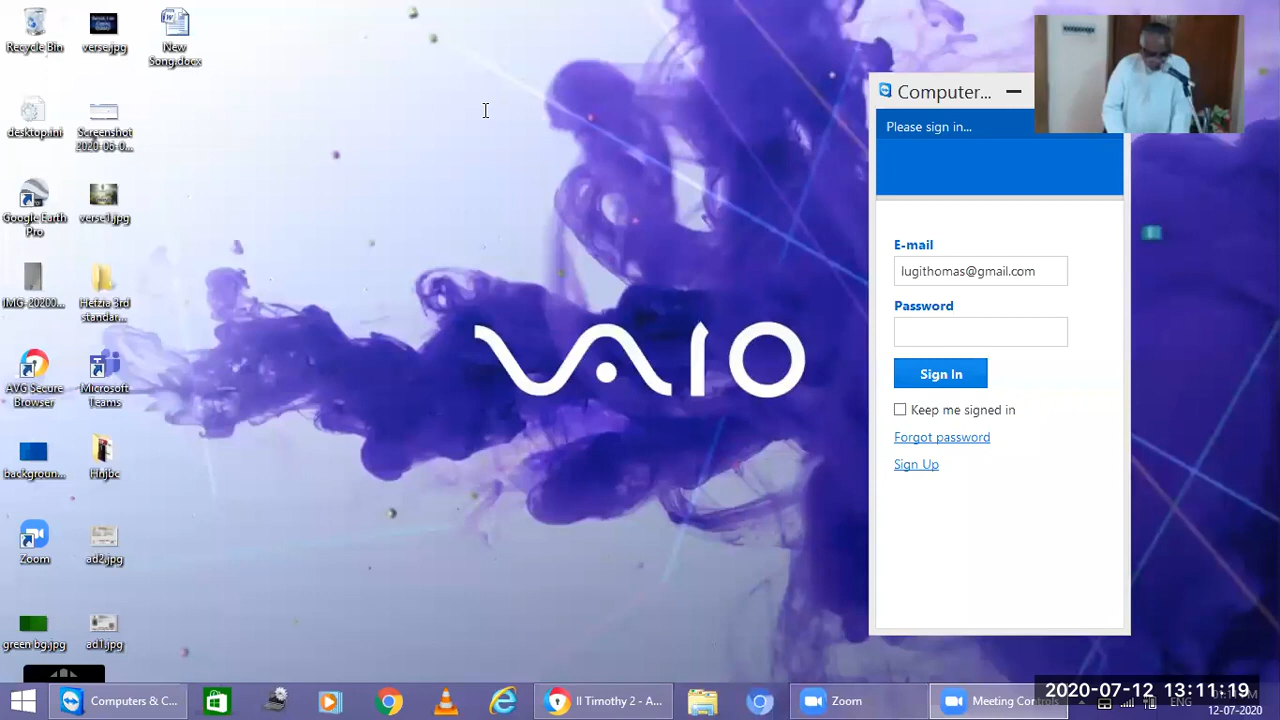 Recycle Bin
verse.jpg
New
Song.docx
desktop.ini
Screenshot
2020-06-0...
Google Earth
Pro
verse1.jpg
IMG-20200...
Hefzia 3rd
standar...
AVG Secure
Browser
Microsoft
Teams
backgroun...
Hnjbc
Zoom
ad2.jpg
green bg.jpg
ad1.jpg
VAIO
Computer...
Please sign in...
E-mail
lugithomas@gmail.com
Password
Sign In
Keep me signed in
Forgot password
Sign Up
Computers & C...
II Timothy 2 - A...
Zoom
Meeting Controls
ENG
2020-07-12 13:11:19
12-07-2020